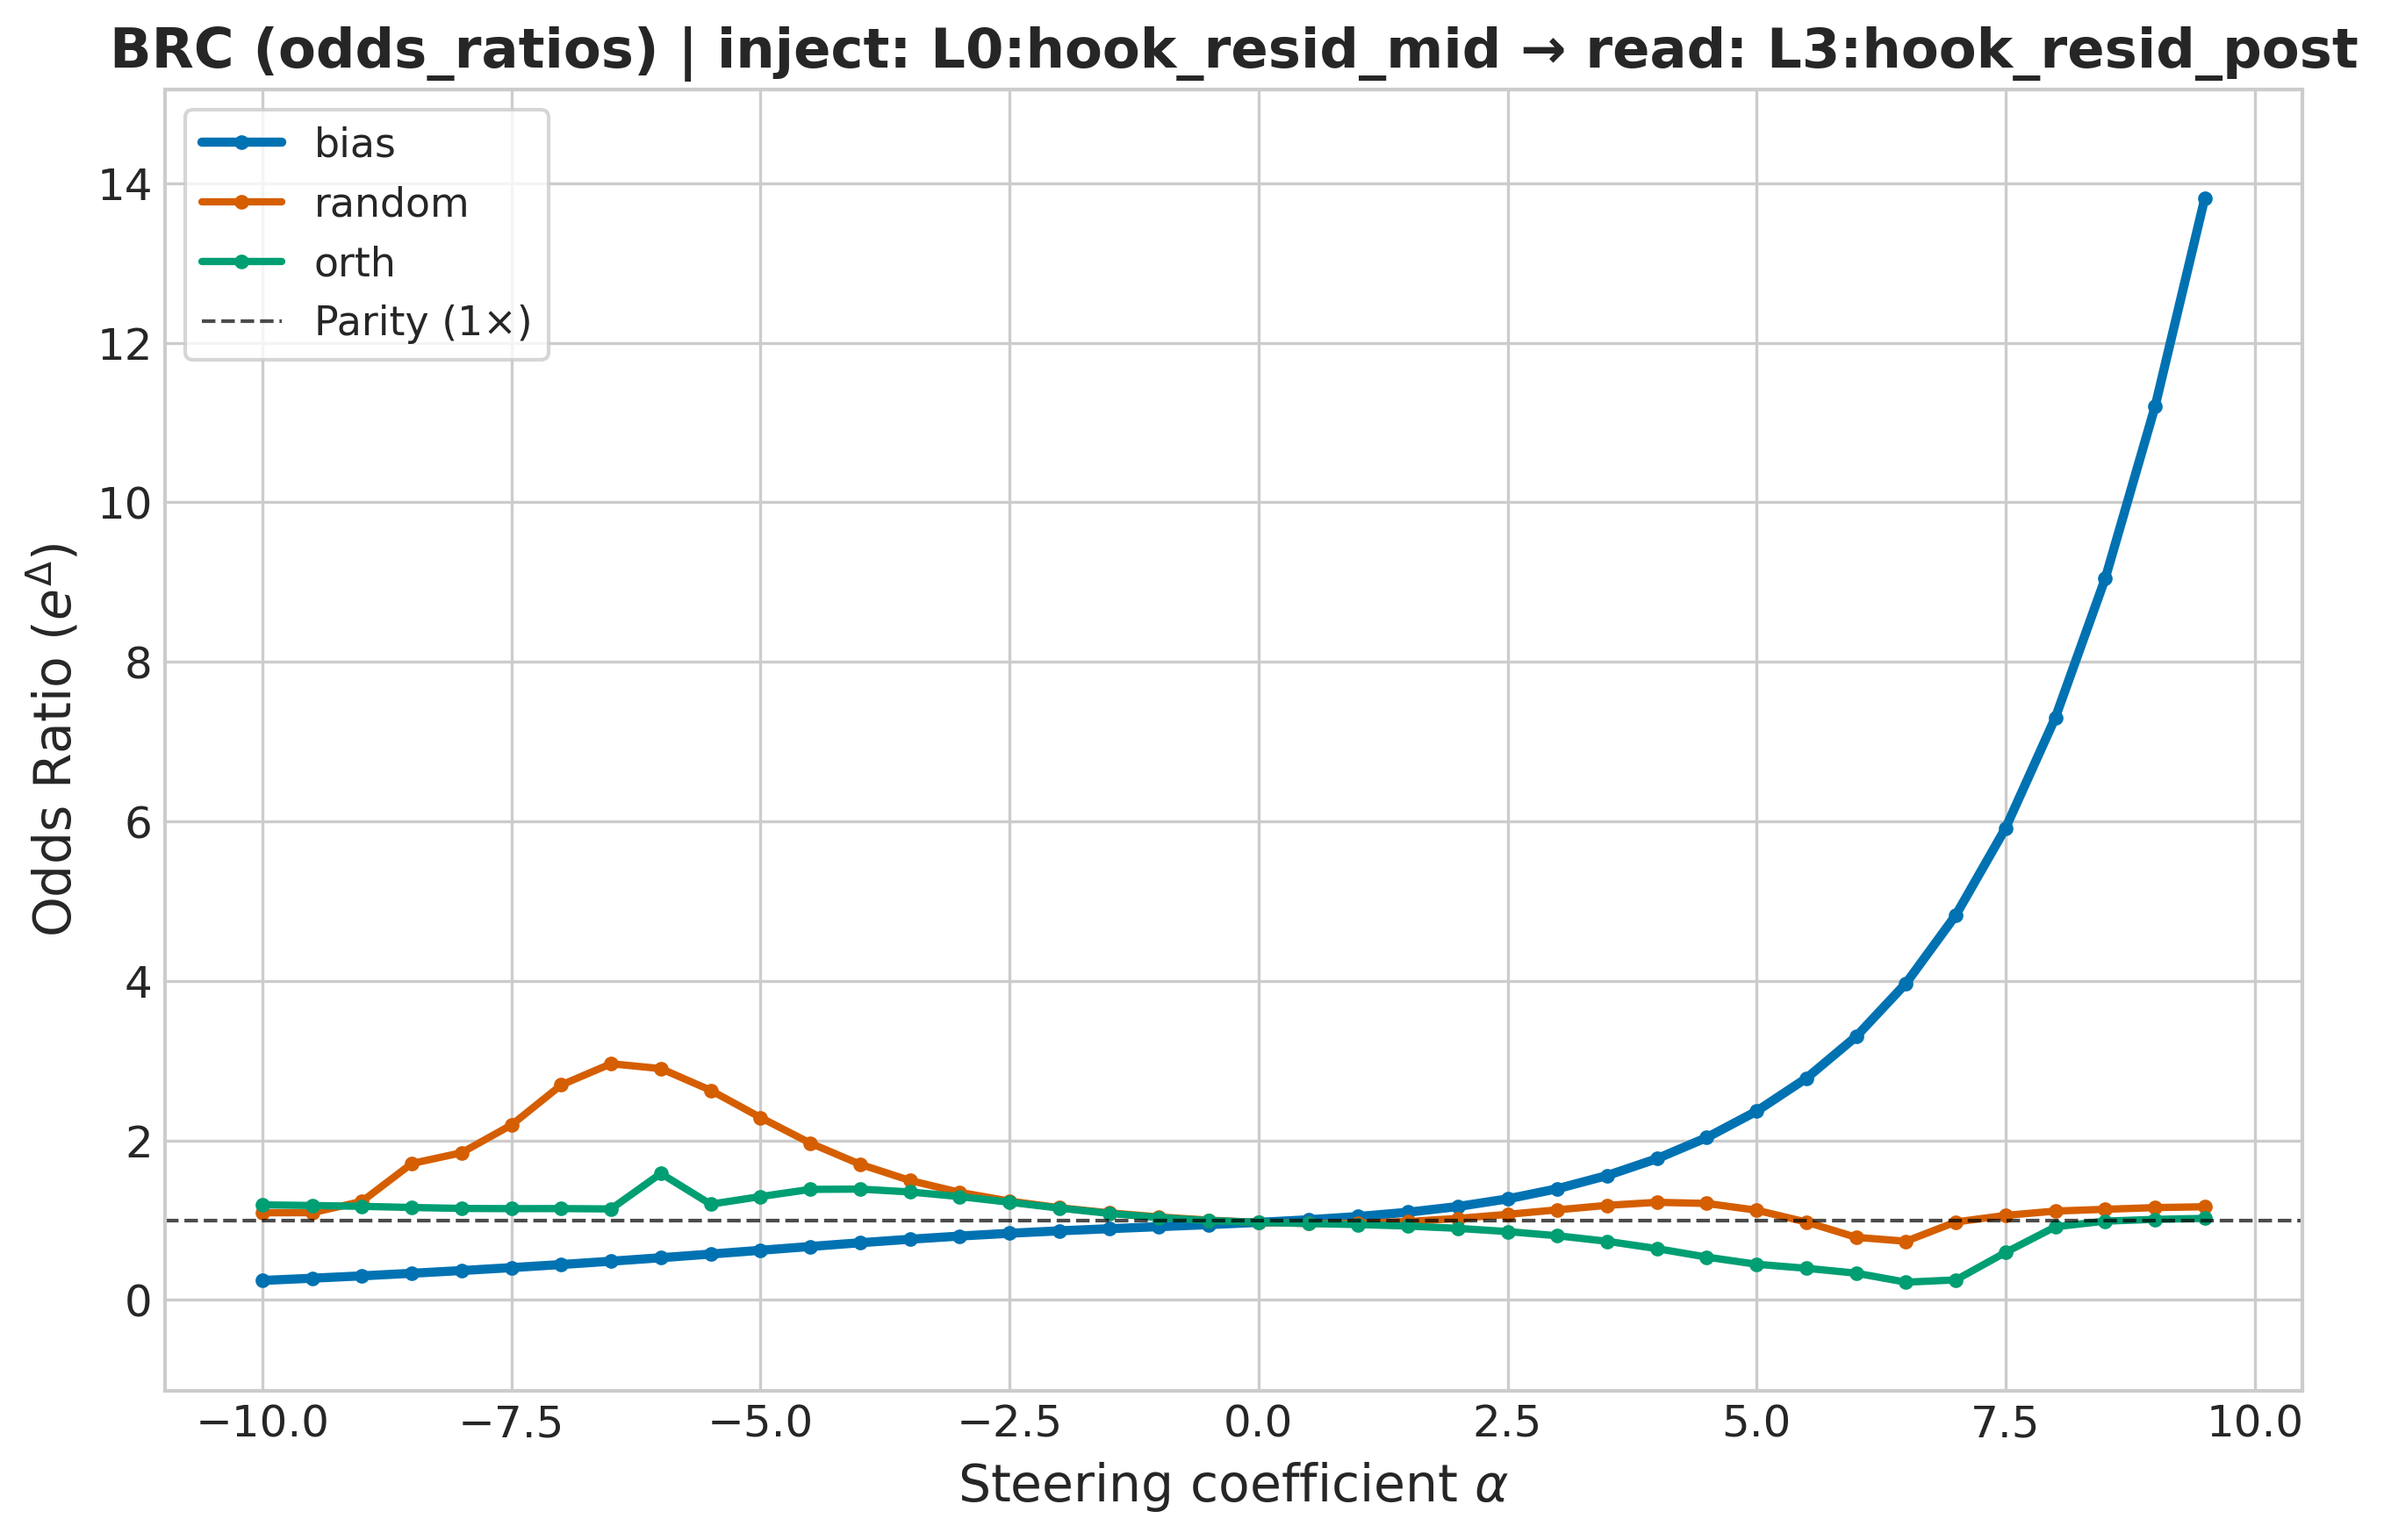 BRC (odds_ratios) | inject: L0:hook_resid_mid → read: L3:hook_resid_post
bias
random
orth
Parity (1×)
14
12
10
8
6
4
2
0
Odds Ratio (e^Δ)
−10.0 −7.5 −5.0 −2.5 0.0 2.5 5.0 7.5 10.0
Steering coefficient α